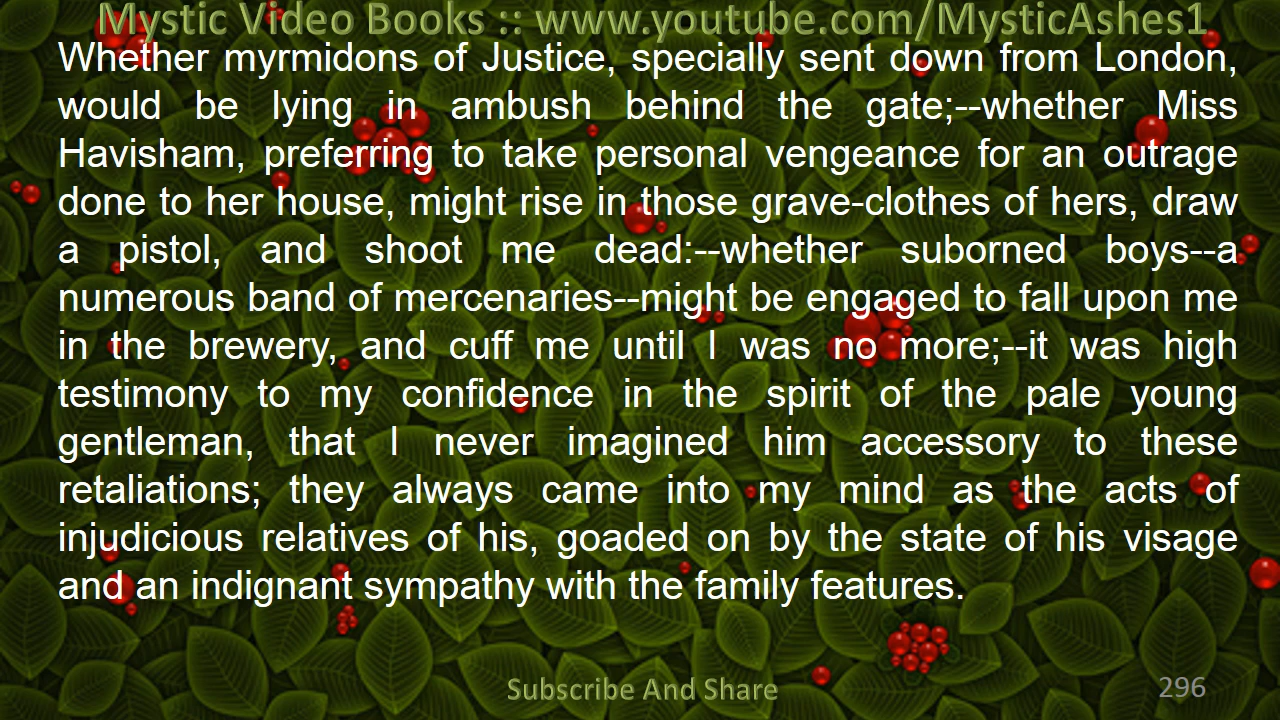 Mystic Video Books :: www.youtube.com/MysticAshes1
Whether myrmidons of Justice, specially sent down from London,
would be lying in ambush behind the gate;--whether Miss
Havisham, preferring to take personal vengeance for an outrage
done to her house, might rise in those grave-clothes of hers, draw
a pistol, and shoot me dead:--whether suborned boys--a
numerous band of mercenaries--might be engaged to fall upon me
in the brewery, and cuff me until I was no more;--it was high
testimony to my confidence in the spirit of the pale young
gentleman, that I never imagined him accessory to these
retaliations; they always came into my mind as the acts of
injudicious relatives of his, goaded on by the state of his visage
and an indignant sympathy with the family features.
Subscribe And Share
296